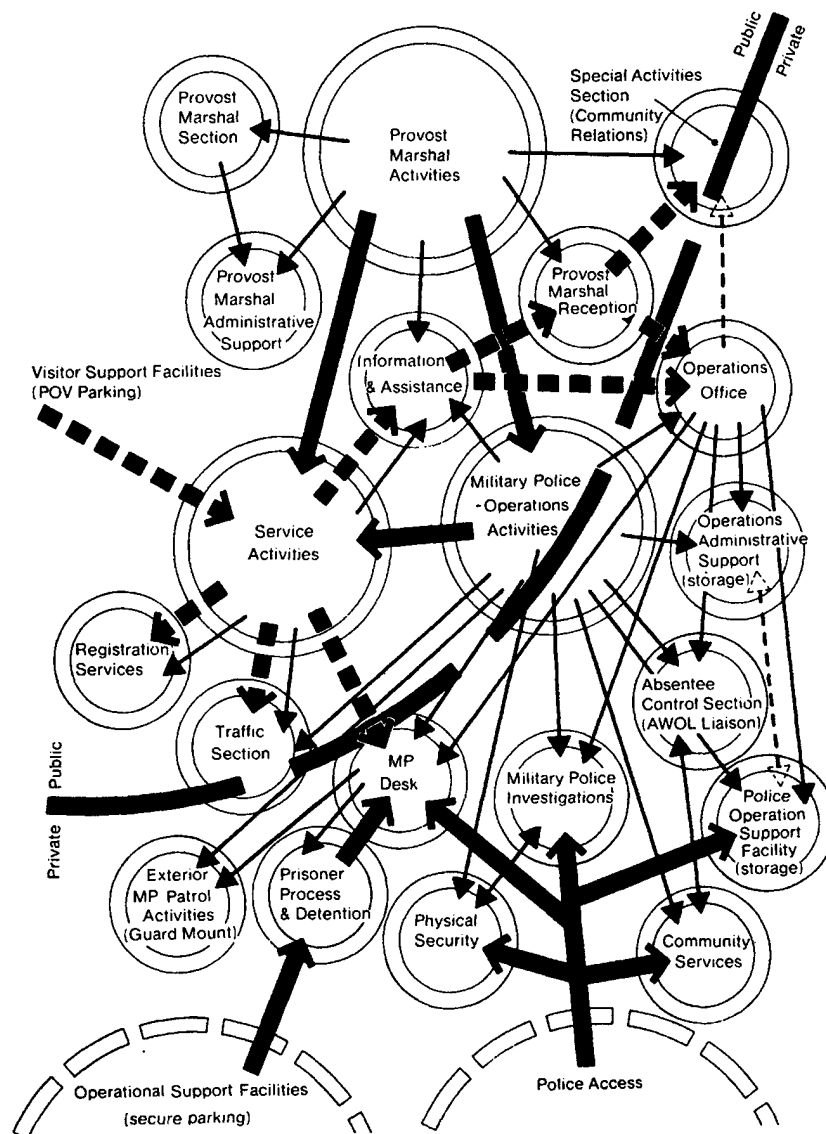 Public
Private
Special Activities
Section
(Community
Relations)
Provost
Marshal
Section
Provost
Marshal
Activities
Provost
Marshal
Administrative
Support
Provost
Marshal
Reception
Visitor Support Facilities
(POV Parking)
Information
& Assistance
Operations
Office
Service
Activities
Military Police
-Operations
Activities
Operations
Administrative
Support
(storage)
Registration
Services
Absentee
Control Section
(AWOL Liaison)
Traffic
Section
MP
Desk
Military Police
Investigations
Police
Operation
Support
Facility
(storage)
Public
Private
Exterior
MP Patrol
Activities
(Guard Mount)
Prisoner
Process
& Detention
Physical
Security
Community
Services
Operational Support Facilities
(secure parking)
Police Access